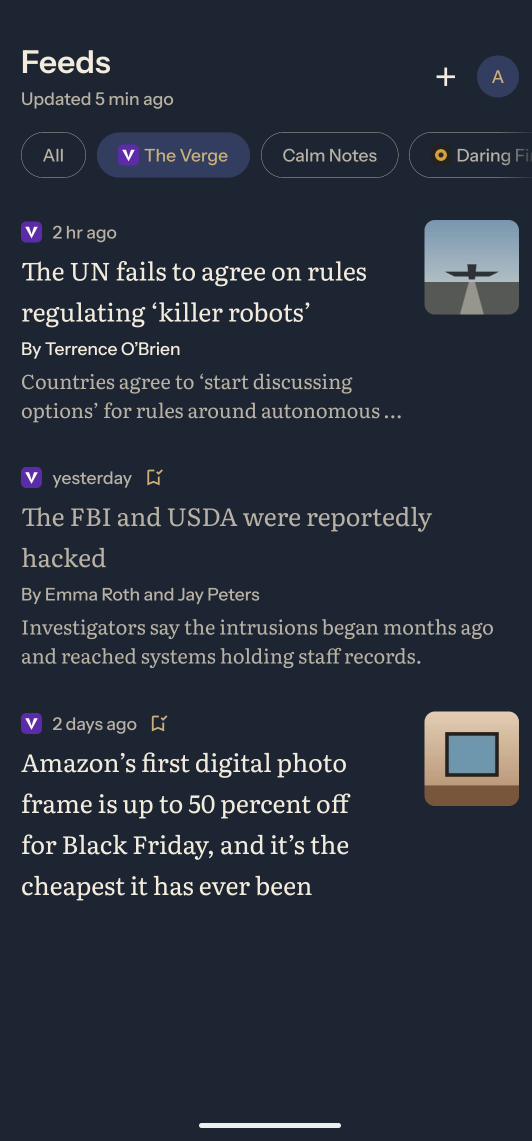 Feeds
Updated 5 min ago
A
All
The Verge
Calm Notes
Daring Fi
2 hr ago
The UN fails to agree on rules
regulating ‘killer robots’
By Terrence O’Brien
Countries agree to ‘start discussing
options’ for rules around autonomous ...
yesterday
The FBI and USDA were reportedly
hacked
By Emma Roth and Jay Peters
Investigators say the intrusions began months ago
and reached systems holding staff records.
2 days ago
Amazon’s first digital photo
frame is up to 50 percent off
for Black Friday, and it’s the
cheapest it has ever been